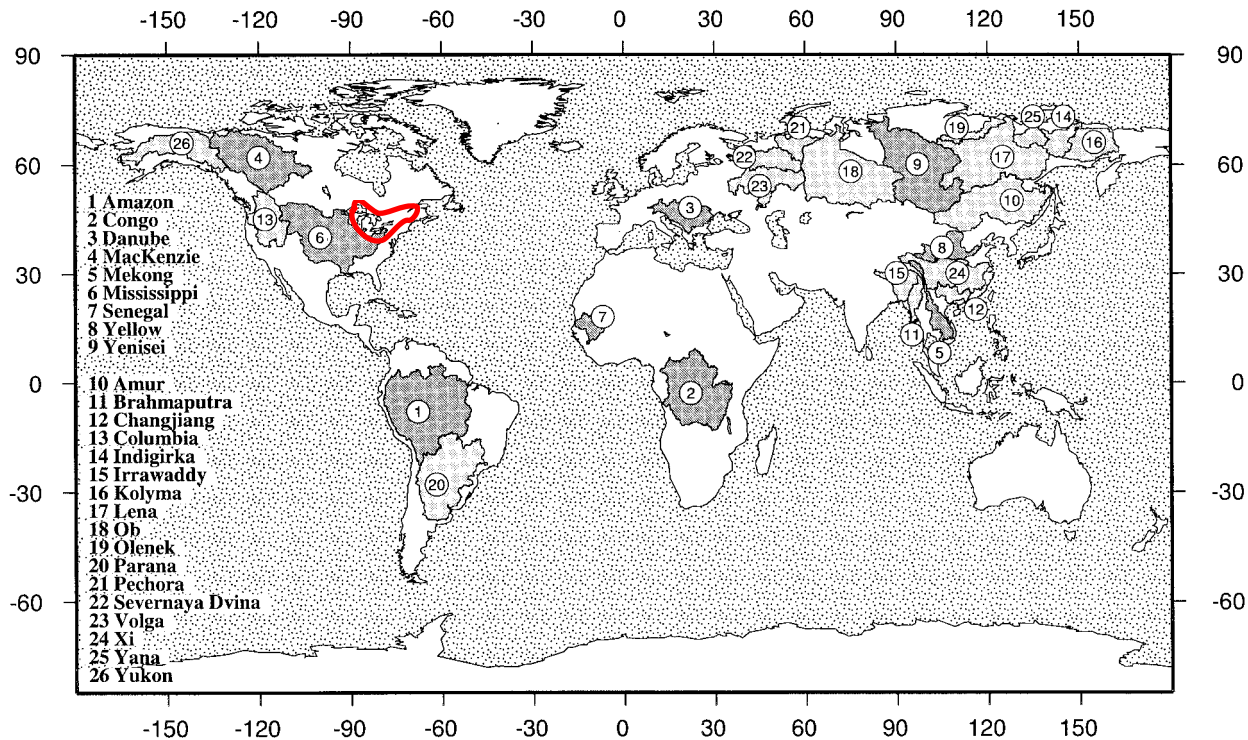 -150 -120 -90 -60 -30 0 30 60 90 120 150
90 90
60 60
30 30
0 0
-30 -30
-60 -60
1 Amazon
2 Congo
3 Danube
4 MacKenzie
5 Mekong
6 Mississippi
7 Senegal
8 Yellow
9 Yenisei
10 Amur
11 Brahmaputra
12 Changjiang
13 Columbia
14 Indigirka
15 Irrawaddy
16 Kolyma
17 Lena
18 Ob
19 Olenek
20 Parana
21 Pechora
22 Severnaya Dvina
23 Volga
24 Xi
25 Yana
26 Yukon
26
4
13
6
1
20
21
22
23
3
18
19
9
17
25
14
16
10
8
15
24
12
11
5
7
2
-150 -120 -90 -60 -30 0 30 60 90 120 150